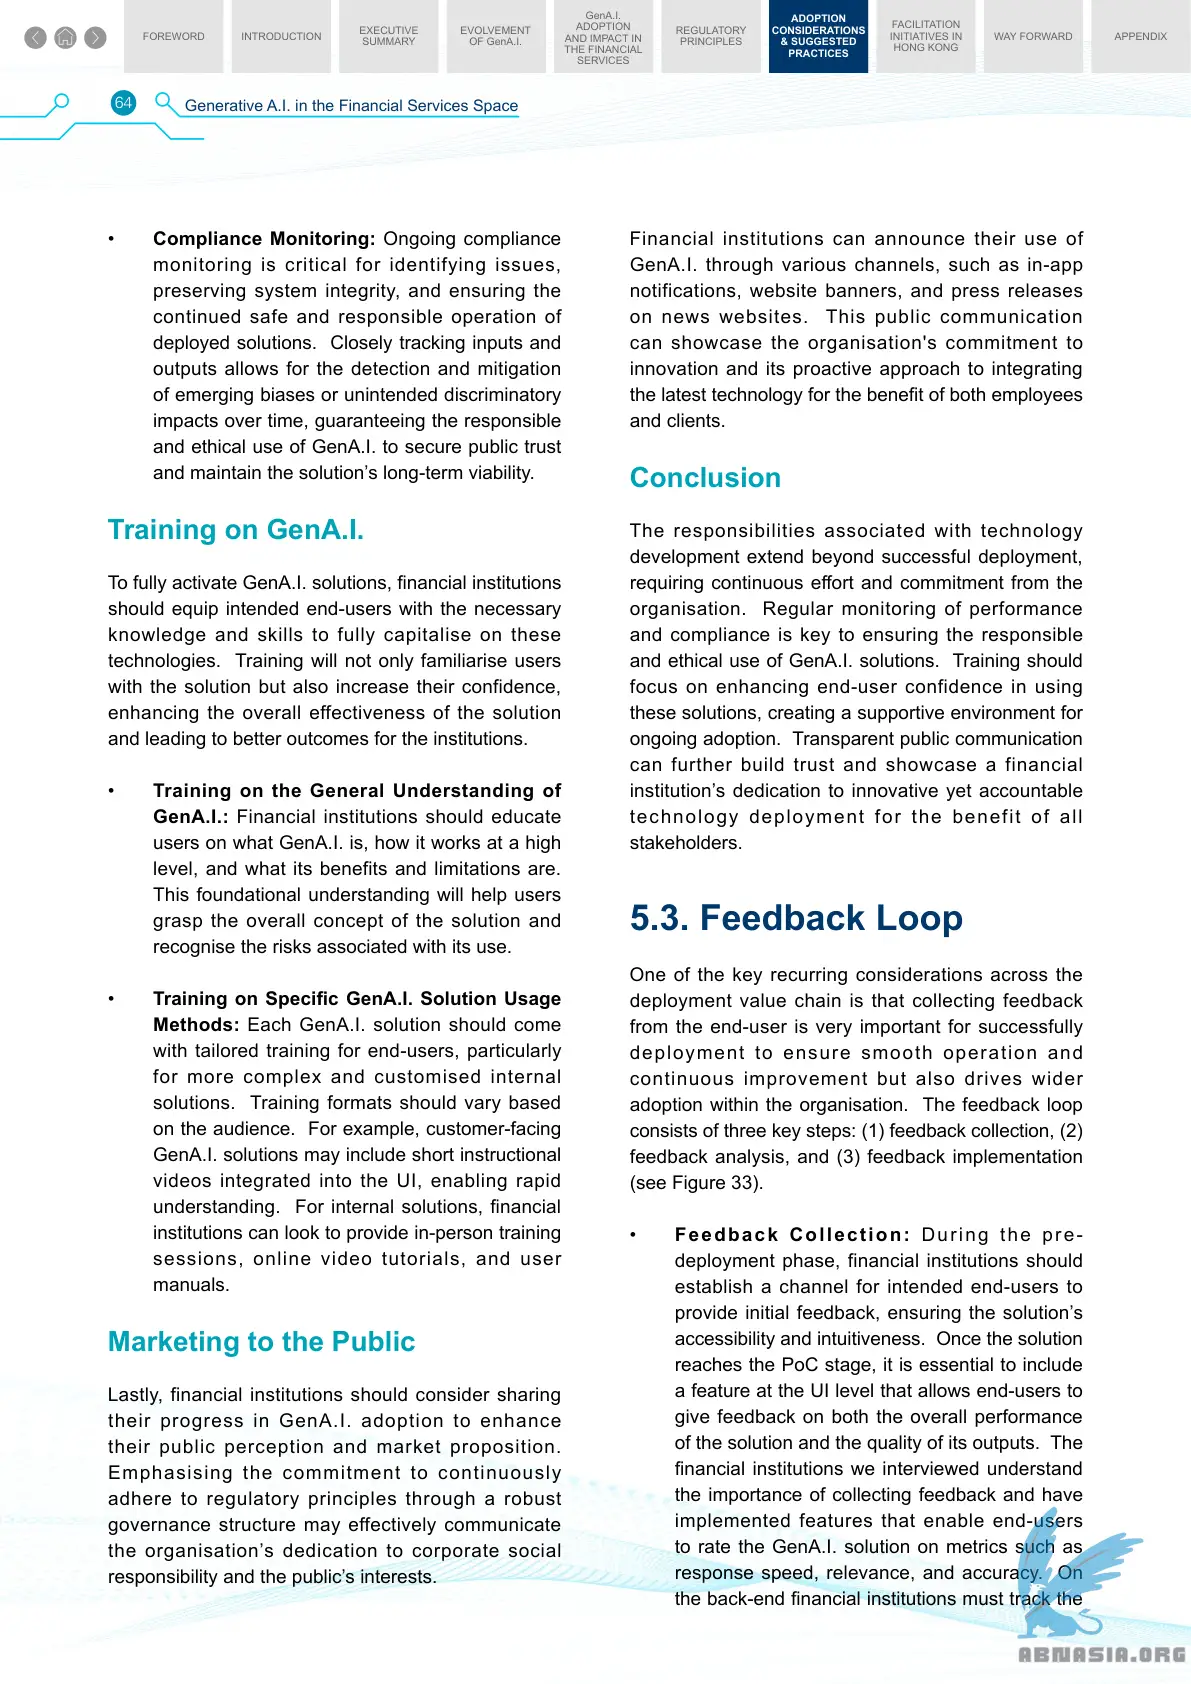 FOREWORD
INTRODUCTION
EXECUTIVE
SUMMARY
EVOLVEMENT
OF GenA.I.
GenA.I.
ADOPTION
AND IMPACT IN
THE FINANCIAL
SERVICES
REGULATORY
PRINCIPLES
ADOPTION
CONSIDERATIONS
& SUGGESTED
PRACTICES
FACILITATION
INITIATIVES IN
HONG KONG
WAY FORWARD
APPENDIX
64
Generative A.I. in the Financial Services Space
• Compliance Monitoring: Ongoing compliance
monitoring is critical for identifying issues,
preserving system integrity, and ensuring the
continued safe and responsible operation of
deployed solutions. Closely tracking inputs and
outputs allows for the detection and mitigation
of emerging biases or unintended discriminatory
impacts over time, guaranteeing the responsible
and ethical use of GenA.I. to secure public trust
and maintain the solution’s long-term viability.
Training on GenA.I.
To fully activate GenA.I. solutions, financial institutions
should equip intended end-users with the necessary
knowledge and skills to fully capitalise on these
technologies. Training will not only familiarise users
with the solution but also increase their confidence,
enhancing the overall effectiveness of the solution
and leading to better outcomes for the institutions.
• Training on the General Understanding of
GenA.I.: Financial institutions should educate
users on what GenA.I. is, how it works at a high
level, and what its benefits and limitations are.
This foundational understanding will help users
grasp the overall concept of the solution and
recognise the risks associated with its use.
• Training on Specific GenA.I. Solution Usage
Methods: Each GenA.I. solution should come
with tailored training for end-users, particularly
for more complex and customised internal
solutions. Training formats should vary based
on the audience. For example, customer-facing
GenA.I. solutions may include short instructional
videos integrated into the UI, enabling rapid
understanding. For internal solutions, financial
institutions can look to provide in-person training
sessions, online video tutorials, and user
manuals.
Marketing to the Public
Lastly, financial institutions should consider sharing
their progress in GenA.I. adoption to enhance
their public perception and market proposition.
Emphasising the commitment to continuously
adhere to regulatory principles through a robust
governance structure may effectively communicate
the organisation’s dedication to corporate social
responsibility and the public’s interests.
Financial institutions can announce their use of
GenA.I. through various channels, such as in-app
notifications, website banners, and press releases
on news websites. This public communication
can showcase the organisation's commitment to
innovation and its proactive approach to integrating
the latest technology for the benefit of both employees
and clients.
Conclusion
The responsibilities associated with technology
development extend beyond successful deployment,
requiring continuous effort and commitment from the
organisation. Regular monitoring of performance
and compliance is key to ensuring the responsible
and ethical use of GenA.I. solutions. Training should
focus on enhancing end-user confidence in using
these solutions, creating a supportive environment for
ongoing adoption. Transparent public communication
can further build trust and showcase a financial
institution’s dedication to innovative yet accountable
technology deployment for the benefit of all
stakeholders.
5.3. Feedback Loop
One of the key recurring considerations across the
deployment value chain is that collecting feedback
from the end-user is very important for successfully
deployment to ensure smooth operation and
continuous improvement but also drives wider
adoption within the organisation. The feedback loop
consists of three key steps: (1) feedback collection, (2)
feedback analysis, and (3) feedback implementation
(see Figure 33).
• Feedback Collection: During the pre-
deployment phase, financial institutions should
establish a channel for intended end-users to
provide initial feedback, ensuring the solution’s
accessibility and intuitiveness. Once the solution
reaches the PoC stage, it is essential to include
a feature at the UI level that allows end-users to
give feedback on both the overall performance
of the solution and the quality of its outputs. The
financial institutions we interviewed understand
the importance of collecting feedback and have
implemented features that enable end-users
to rate the GenA.I. solution on metrics such as
response speed, relevance, and accuracy. On
the back-end financial institutions must track the
ABNASIA.ORG